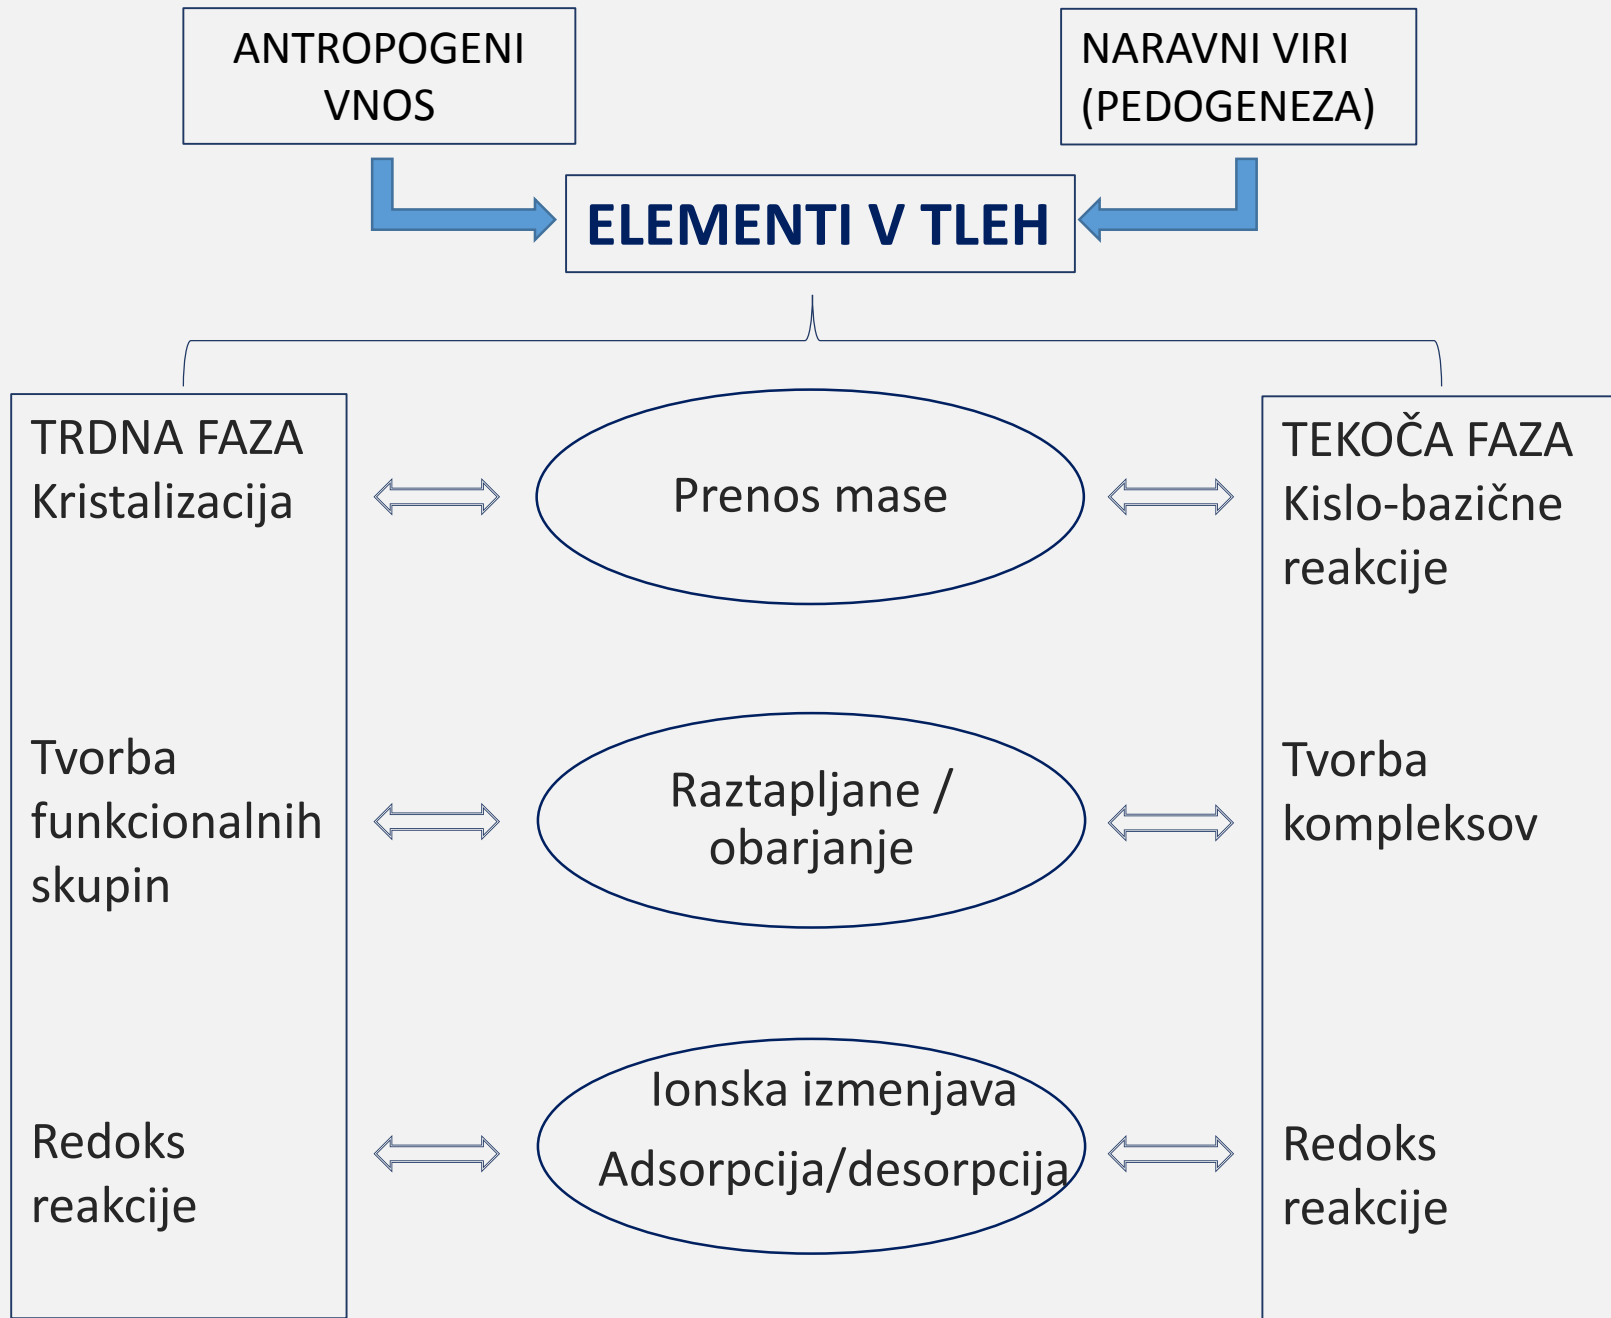 ANTROPOGENI
VNOS
NARAVNI VIRI
(PEDOGENEZA)
ELEMENTI V TLEH
TRDNA FAZA
Kristalizacija
Prenos mase
TEKOČA FAZA
Kislo-bazične
reakcije
Tvorba
funkcionalnih
skupin
Raztapljane /
obarjanje
Tvorba
kompleksov
Redoks
reakcije
Ionska izmenjava
Adsorpcija/desorpcija
Redoks
reakcije